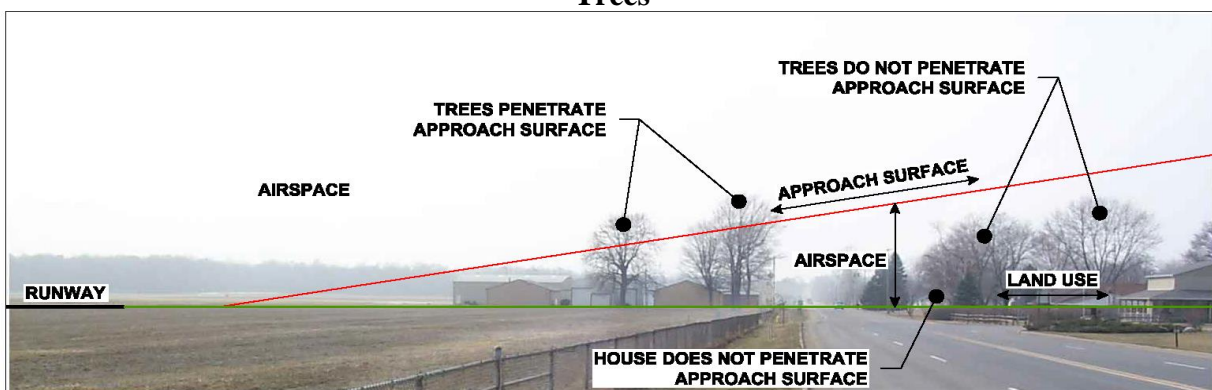 Trees
TREES DO NOT PENETRATE
APPROACH SURFACE
TREES PENETRATE
APPROACH SURFACE
AIRSPACE
APPROACH SURFACE
AIRSPACE
LAND USE
RUNWAY
HOUSE DOES NOT PENETRATE
APPROACH SURFACE